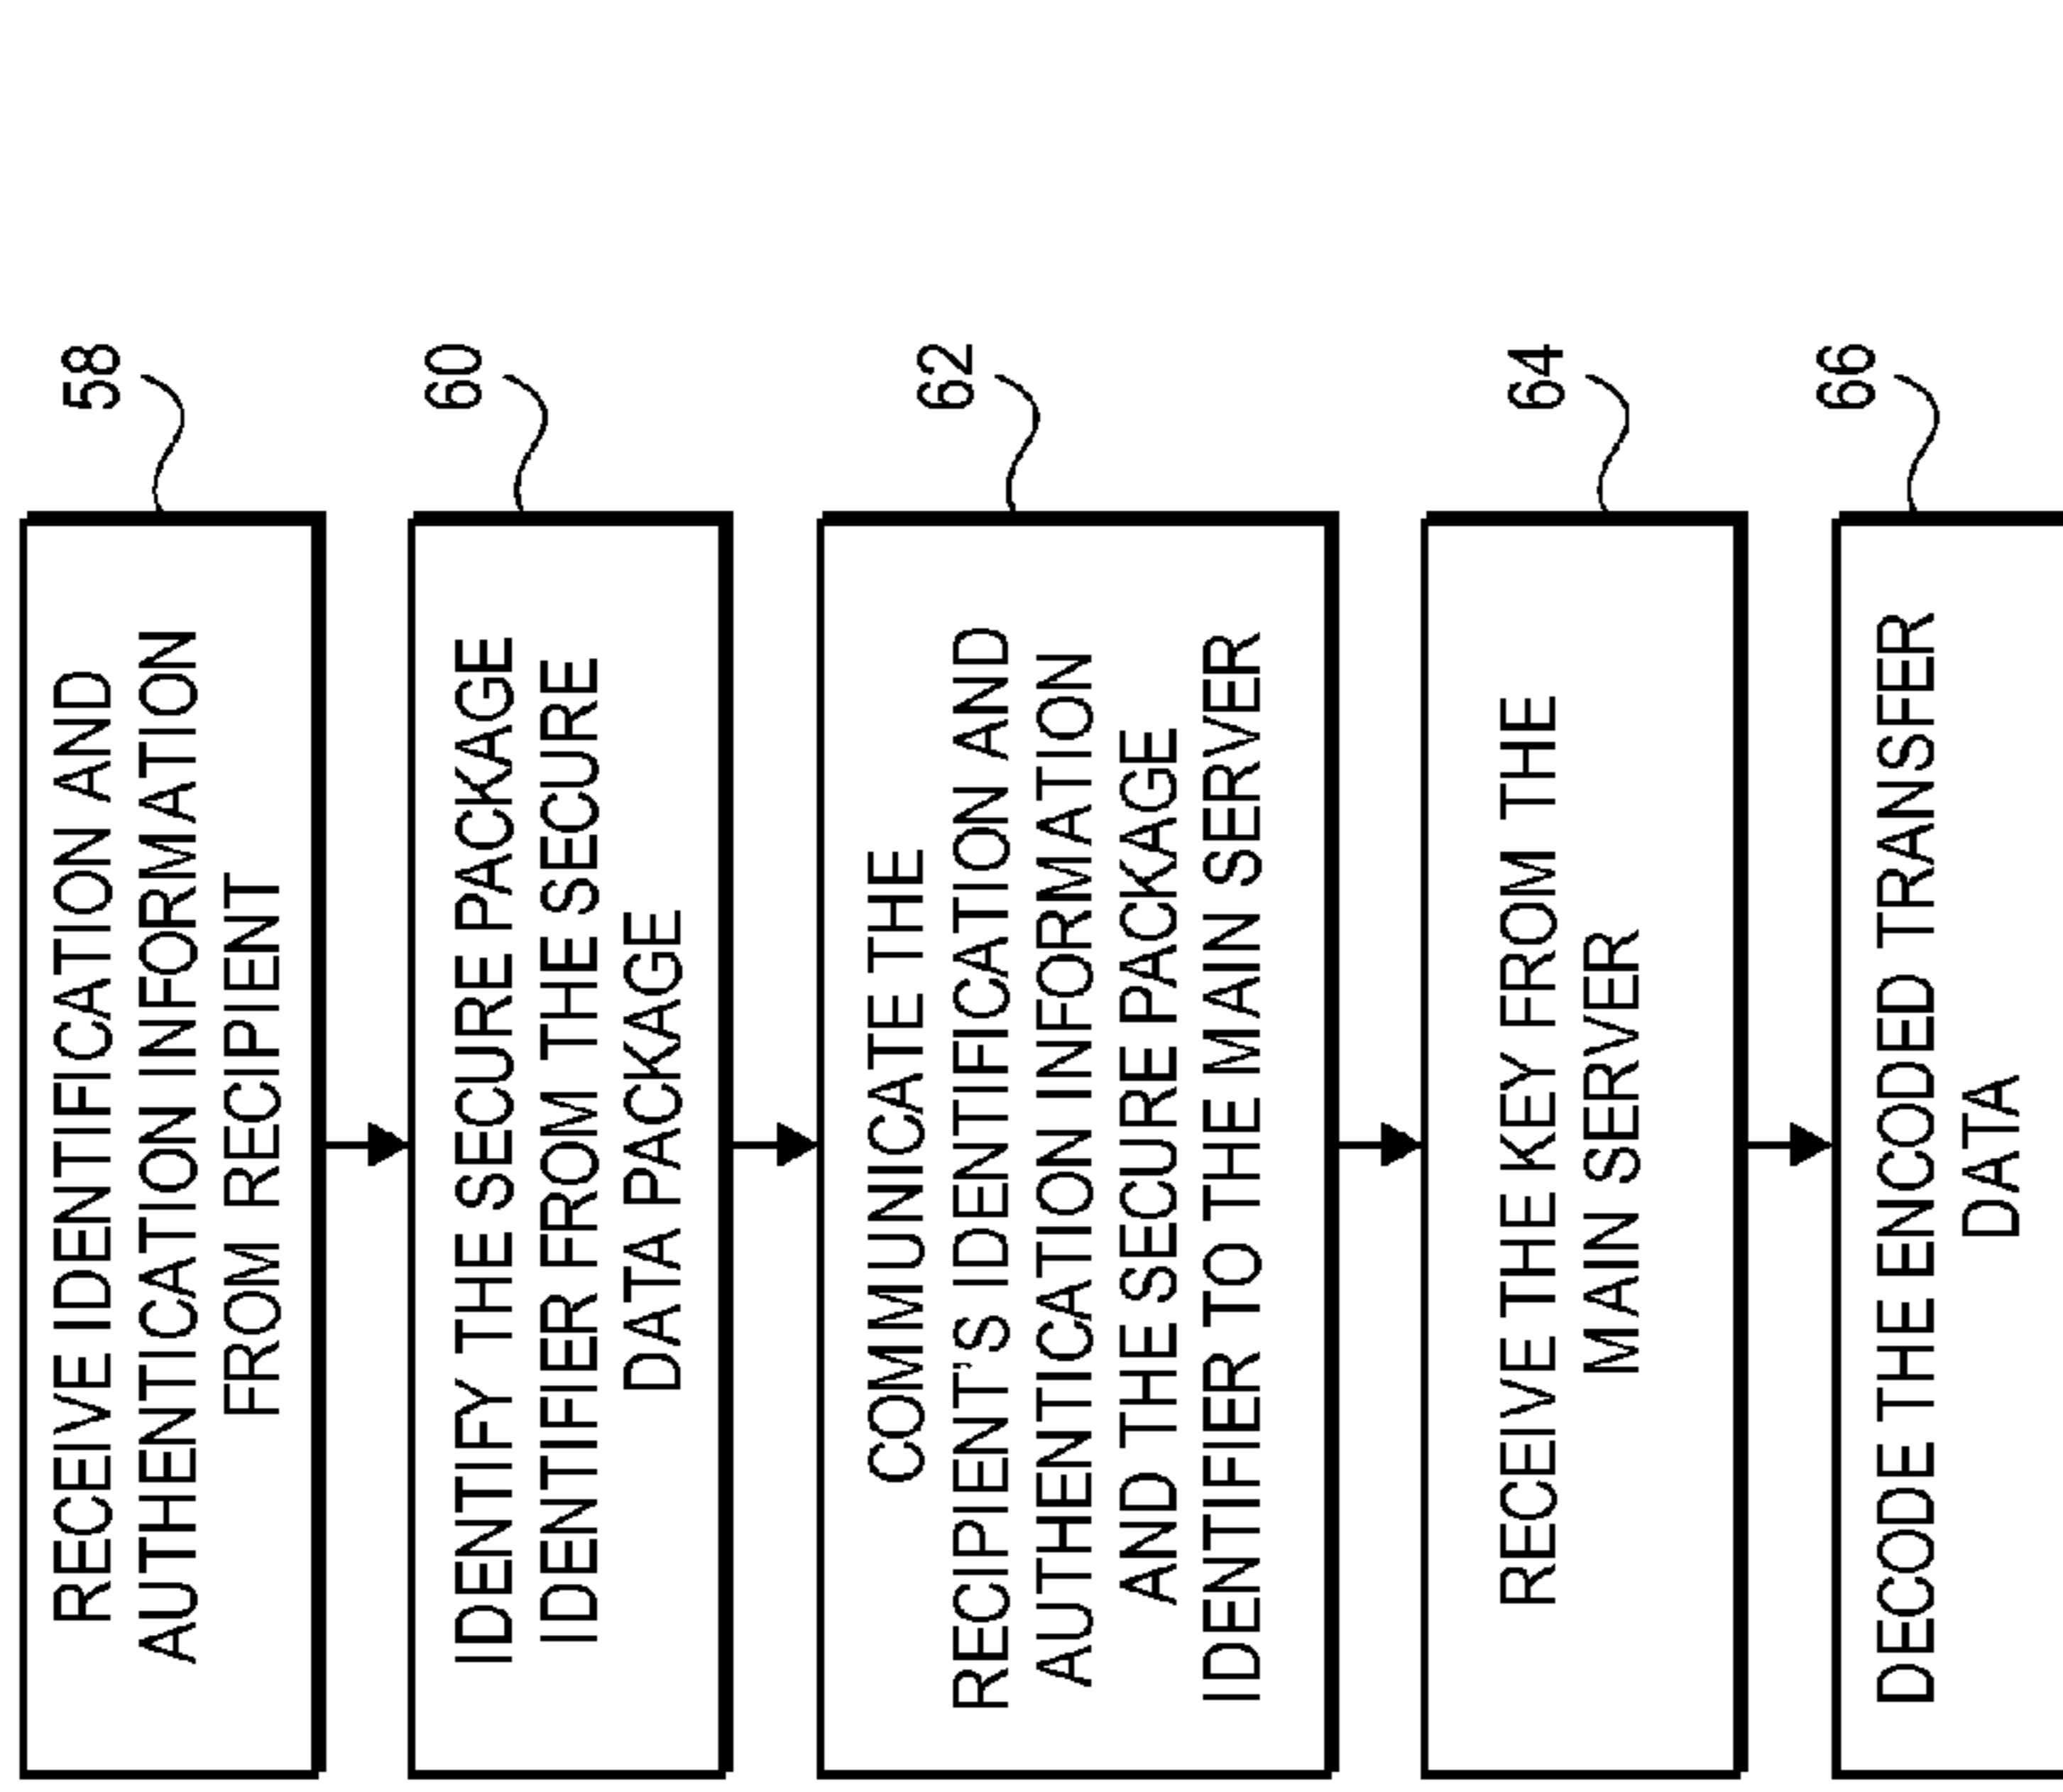 RECEIVE IDENTIFICATION AND
AUTHENTICATION INFORMATION
FROM RECIPIENT
58
IDENTIFY THE SECURE PACKAGE
IDENTIFIER FROM THE SECURE
DATA PACKAGE
60
COMMUNICATE THE
RECIPIENT'S IDENTIFICATION AND
AUTHENTICATION INFORMATION
AND THE SECURE PACKAGE
IDENTIFIER TO THE MAIN SERVER
62
RECEIVE THE KEY FROM THE
MAIN SERVER
64
DECODE THE ENCODED TRANSFER
DATA
66